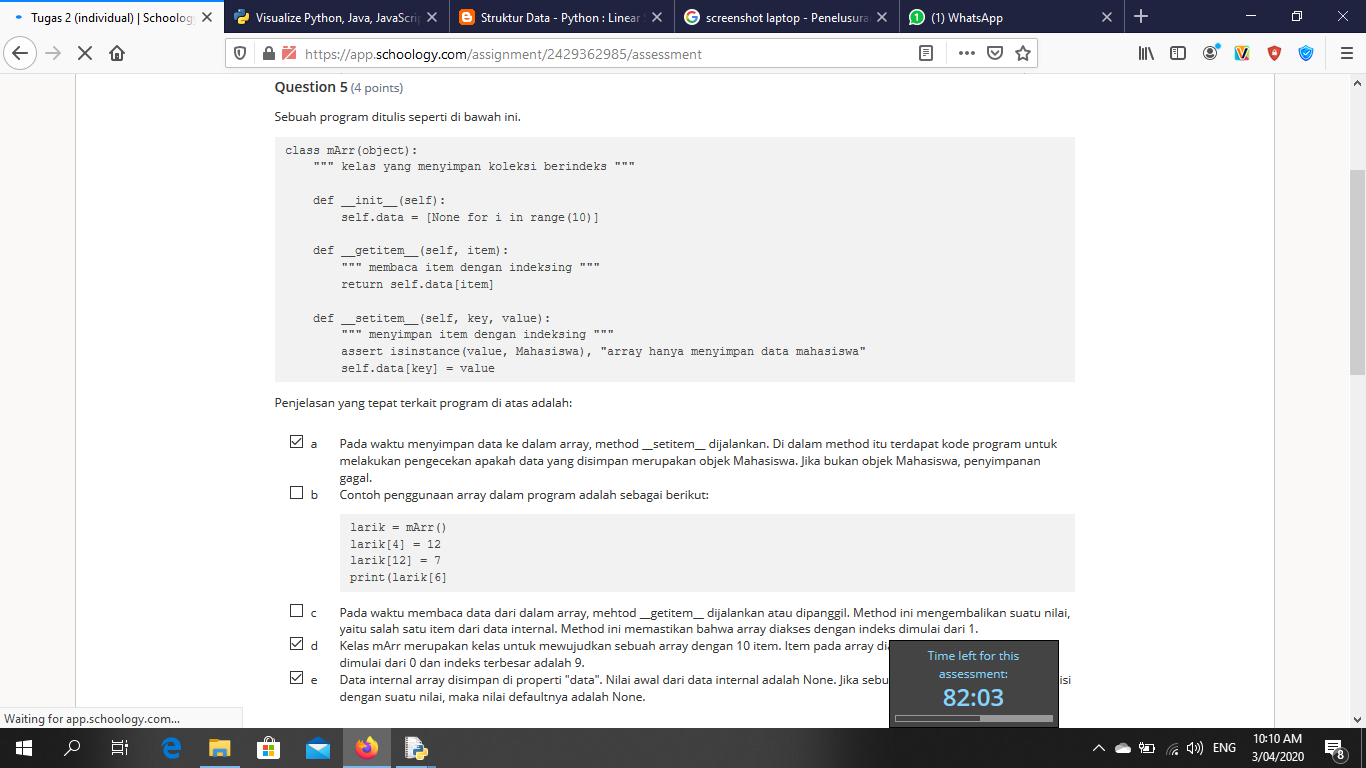 Tugas 2 (individual) | Schoolog
Visualize Python, Java, JavaScri
Struktur Data - Python : Linear
screenshot laptop - Penelusura
(1) WhatsApp
https://app.schoology.com/assignment/2429362985/assessment
Question 5 (4 points)
Sebuah program ditulis seperti di bawah ini.
class mArr(object):
""" kelas yang menyimpan koleksi berindeks """
def __init__(self):
self.data = [None for i in range(10)]
def __getitem__(self, item):
""" membaca item dengan indeksing """
return self.data[item]
def __setitem__(self, key, value):
""" menyimpan item dengan indeksing """
assert isinstance(value, Mahasiswa), "array hanya menyimpan data mahasiswa"
self.data[key] = value
Penjelasan yang tepat terkait program di atas adalah:
a Pada waktu menyimpan data ke dalam array, method __setitem__ dijalankan. Di dalam method itu terdapat kode program untuk
melakukan pengecekan apakah data yang disimpan merupakan objek Mahasiswa. Jika bukan objek Mahasiswa, penyimpanan
gagal.
b Contoh penggunaan array dalam program adalah sebagai berikut:
larik = mArr()
larik[4] = 12
larik[12] = 7
print(larik[6]
c Pada waktu membaca data dari dalam array, mehtod __getitem__ dijalankan atau dipanggil. Method ini mengembalikan suatu nilai,
yaitu salah satu item dari data internal. Method ini memastikan bahwa array diakses dengan indeks dimulai dari 1.
d Kelas mArr merupakan kelas untuk mewujudkan sebuah array dengan 10 item. Item pada array di
dimulai dari 0 dan indeks terbesar adalah 9.
e Data internal array disimpan di properti "data". Nilai awal dari data internal adalah None. Jika sebu isi
dengan suatu nilai, maka nilai defaultnya adalah None.
Time left for this
assessment:
82:03
Waiting for app.schoology.com...
ENG
10:10 AM
3/04/2020
8